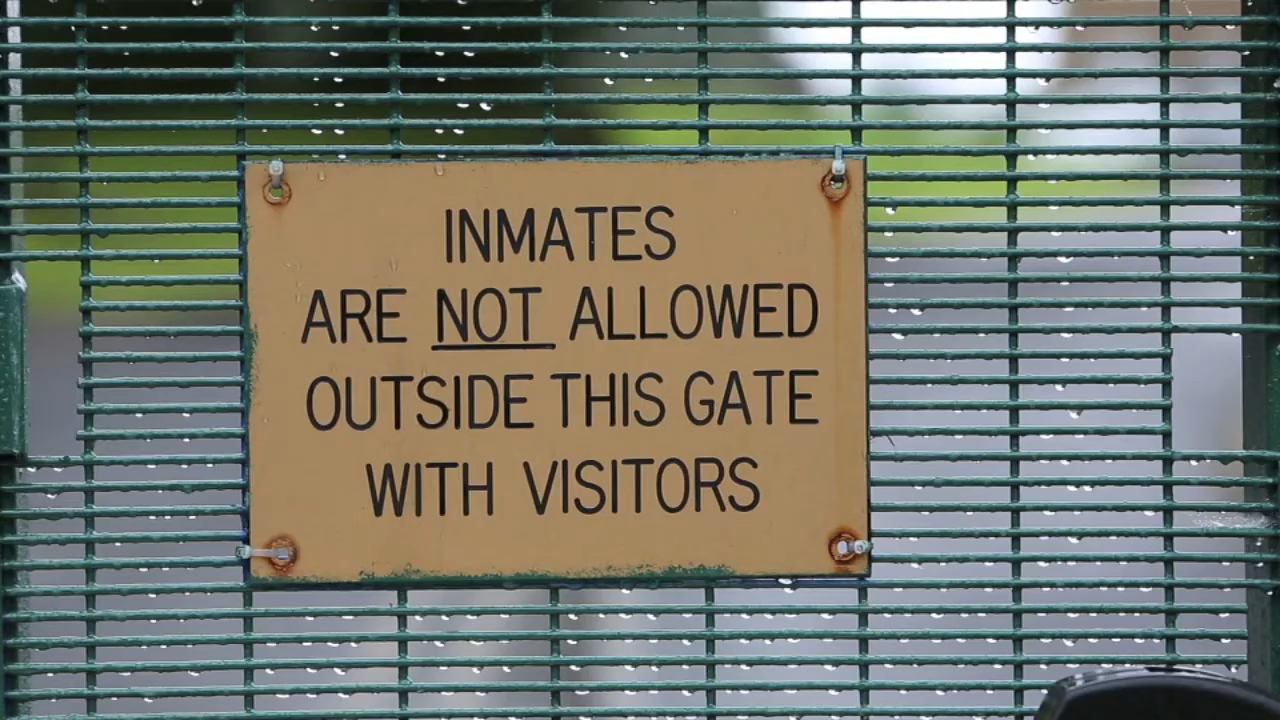 INMATES
ARE NOT ALLOWED
OUTSIDE THIS GATE
WITH VISITORS